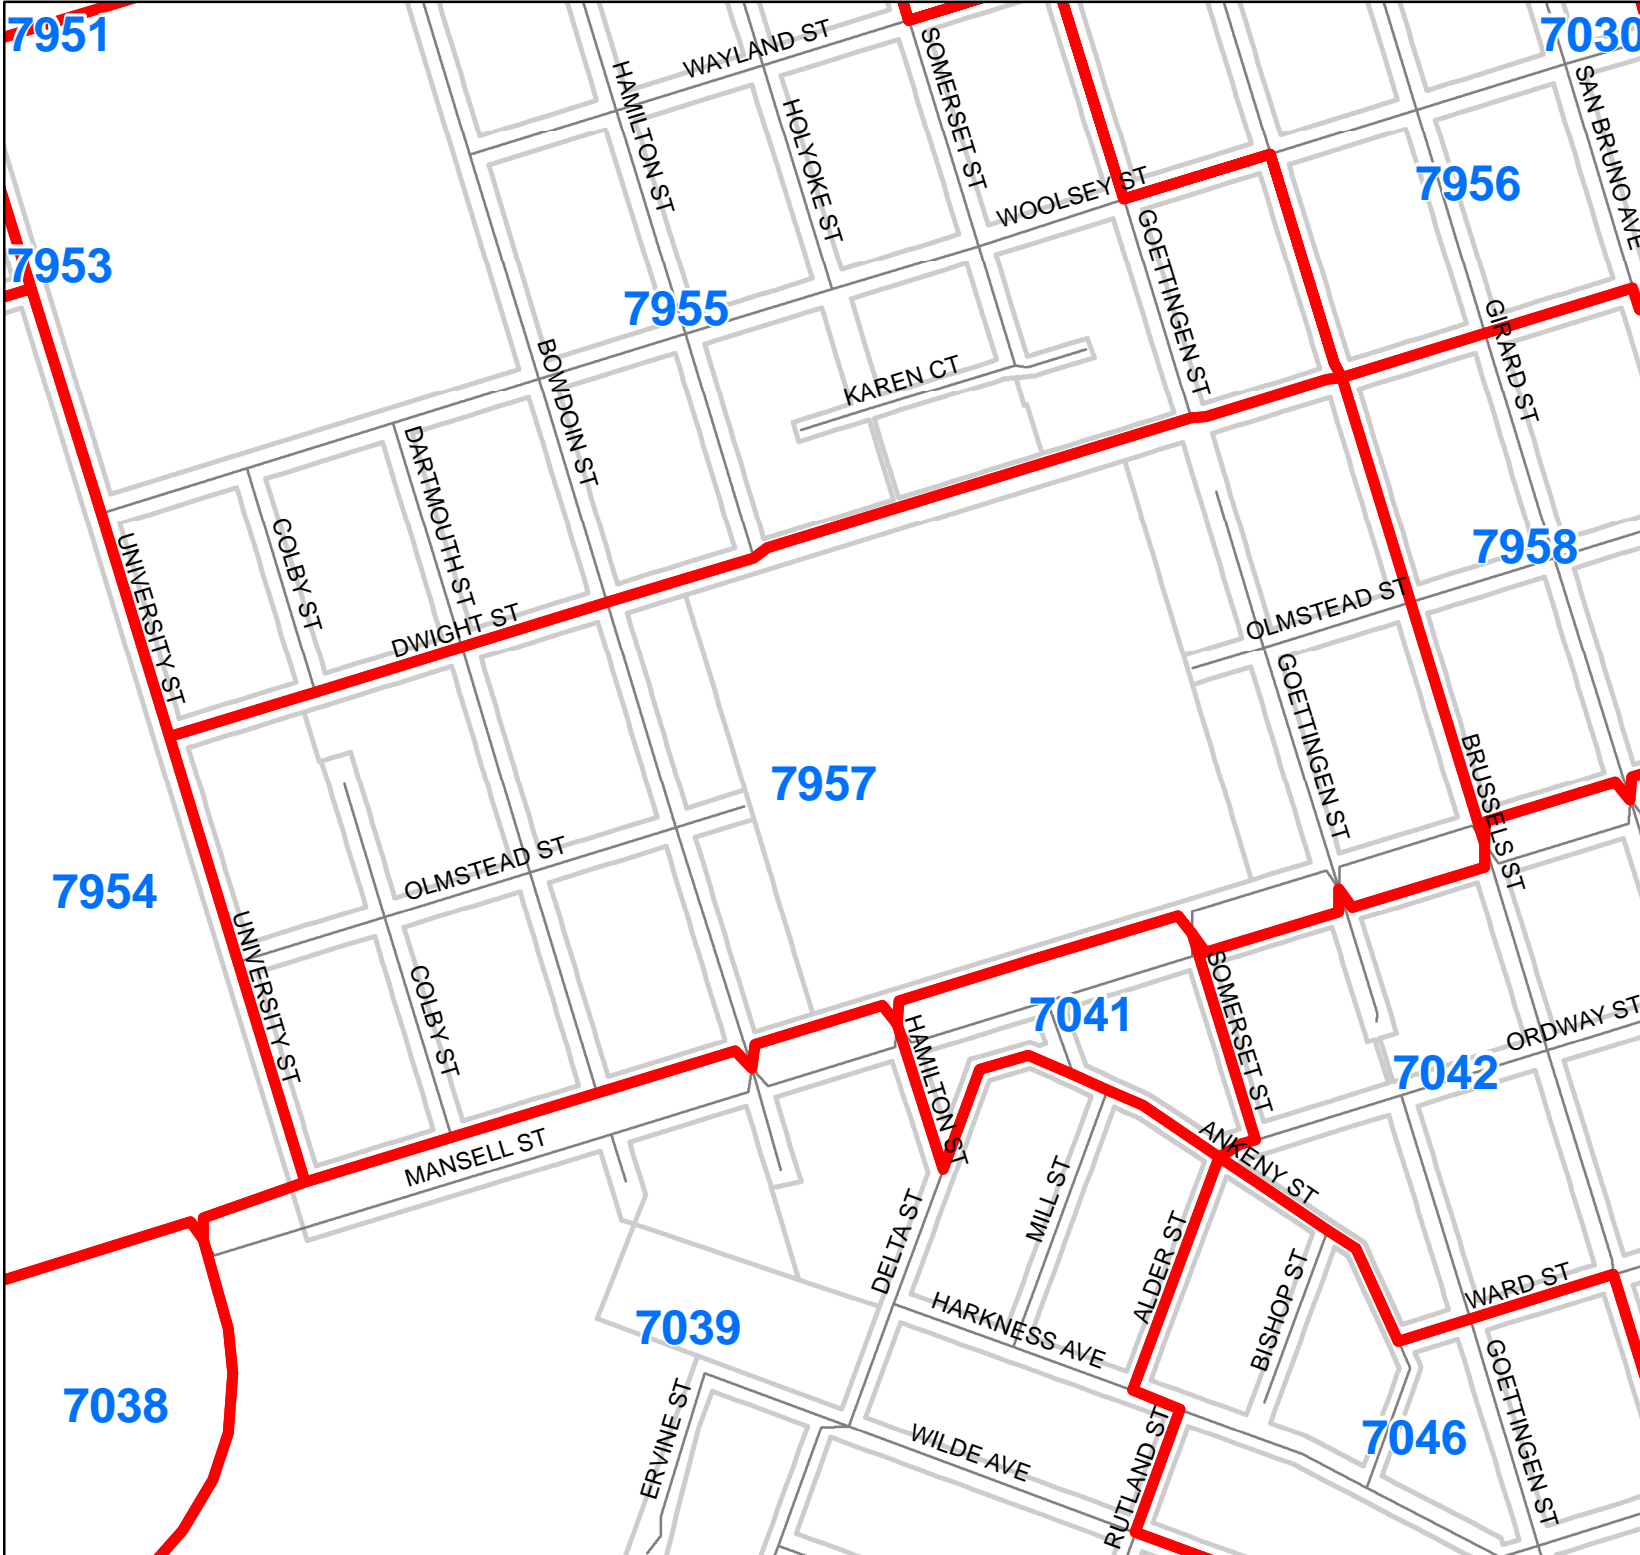 7951
7030
WAYLAND ST
HAMILTON ST
SOMERSET ST
SAN BRUNO AVE
HOLYOKE ST
7956
WOOLSEY ST
7953
GOETTINGEN ST
7955
GIRARD ST
BOWDOIN ST
KAREN CT
DARTMOUTH ST
COLBY ST
UNIVERSITY ST
7958
OLMSTEAD ST
DWIGHT ST
GOETTINGEN ST
BRUSSELS ST
7957
OLMSTEAD ST
7954
UNIVERSITY ST
COLBY ST
SOMERSET ST
7041
HAMILTON ST
ORDWAY ST
7042
ANKENY ST
MANSELL ST
MILL ST
DELTA ST
ALDER ST
BISHOP ST
WARD ST
HARKNESS AVE
7039
7038
GOETTINGEN ST
ERVINE ST
WILDE AVE
RUTLAND ST
7046